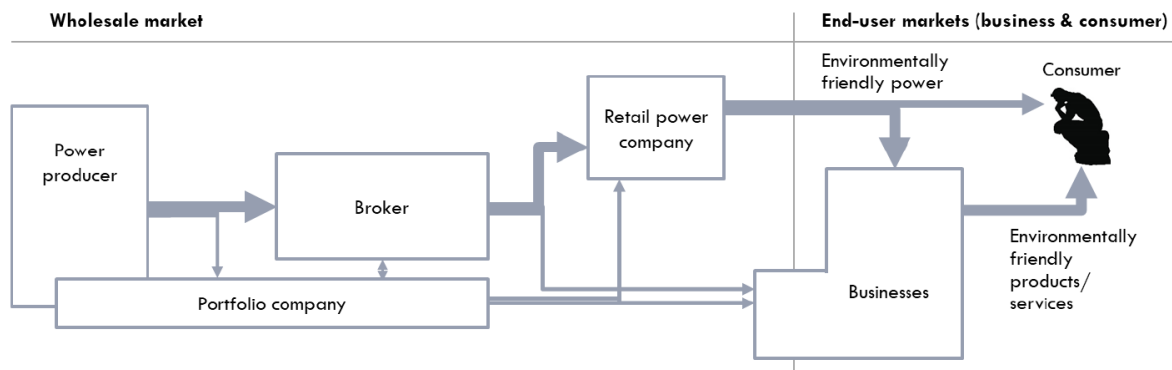 Wholesale market
End-user markets (business & consumer)
Environmentally
friendly power
Consumer
Retail power
company
Power
producer
Broker
Environmentally
friendly
products/
services
Businesses
Portfolio company